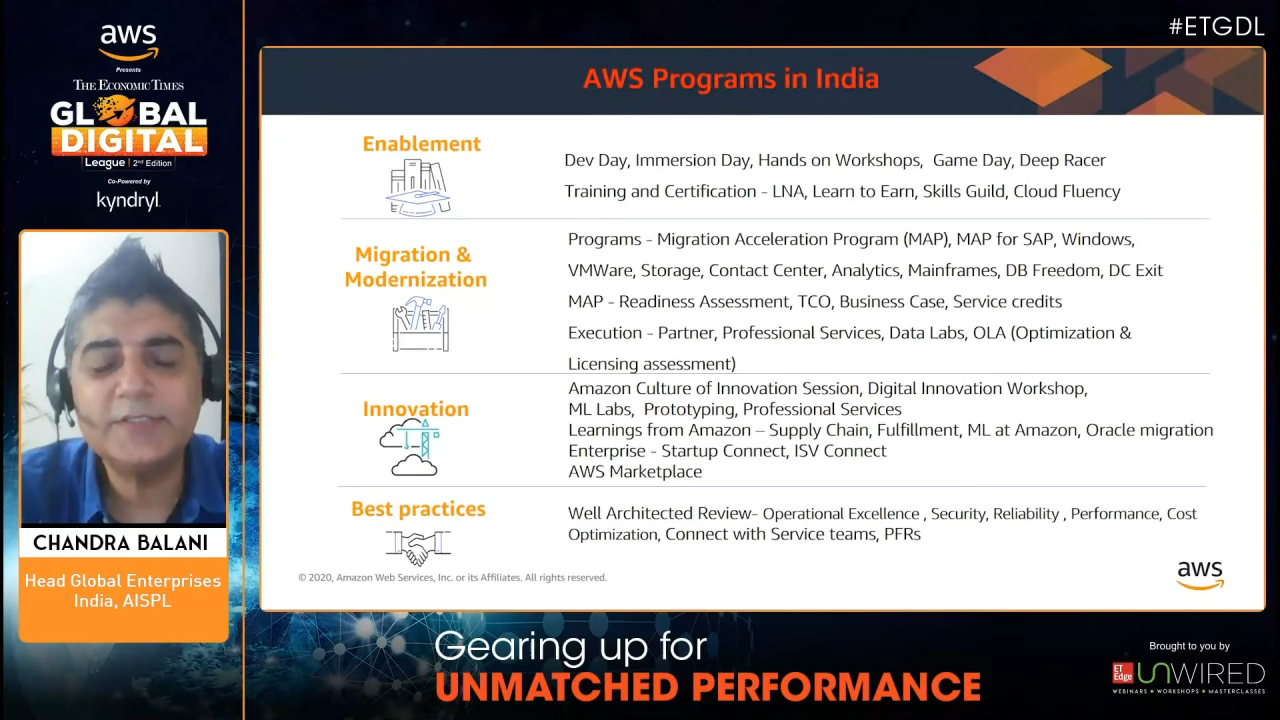 #ETGDL
aws
Presents
THE ECONOMIC TIMES
GLOBAL
DIGITAL
League | 2nd Edition
Co-Powered by
kyndryl.
CHANDRA BALANI
Head Global Enterprises
India, AISPL
AWS Programs in India
Enablement
Dev Day, Immersion Day, Hands on Workshops, Game Day, Deep Racer
Training and Certification - LNA, Learn to Earn, Skills Guild, Cloud Fluency
Migration &
Modernization
Programs - Migration Acceleration Program (MAP), MAP for SAP, Windows,
VMWare, Storage, Contact Center, Analytics, Mainframes, DB Freedom, DC Exit
MAP - Readiness Assessment, TCO, Business Case, Service credits
Execution - Partner, Professional Services, Data Labs, OLA (Optimization &
Licensing assessment)
Innovation
Amazon Culture of Innovation Session, Digital Innovation Workshop,
ML Labs, Prototyping, Professional Services
Learnings from Amazon – Supply Chain, Fulfillment, ML at Amazon, Oracle migration
Enterprise - Startup Connect, ISV Connect
AWS Marketplace
Best practices
Well Architected Review- Operational Excellence , Security, Reliability , Performance, Cost
Optimization, Connect with Service teams, PFRs
© 2020, Amazon Web Services, Inc. or its Affiliates. All rights reserved.
aws
Gearing up for
UNMATCHED PERFORMANCE
Brought to you by
ET Edge UNWIRED
WEBINARS • WORKSHOPS • MASTERCLASSES